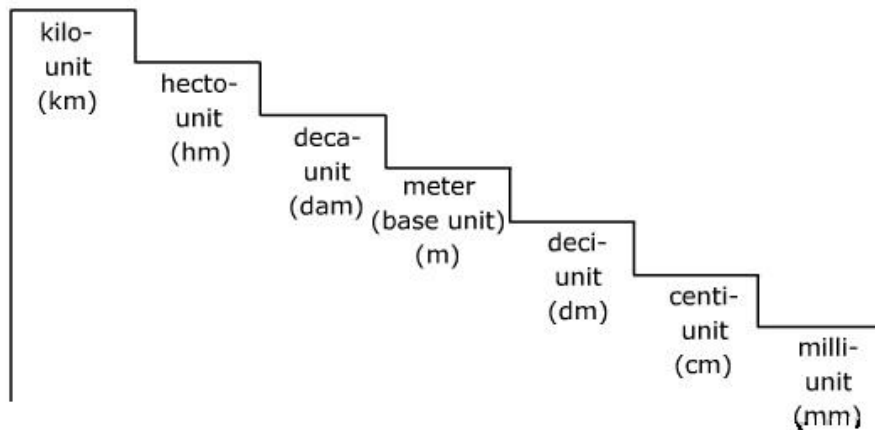 kilo-
unit
(km)
hecto-
unit
(hm)
deca-
unit
(dam)
meter
(base unit)
(m)
deci-
unit
(dm)
centi-
unit
(cm)
milli-
unit
(mm)